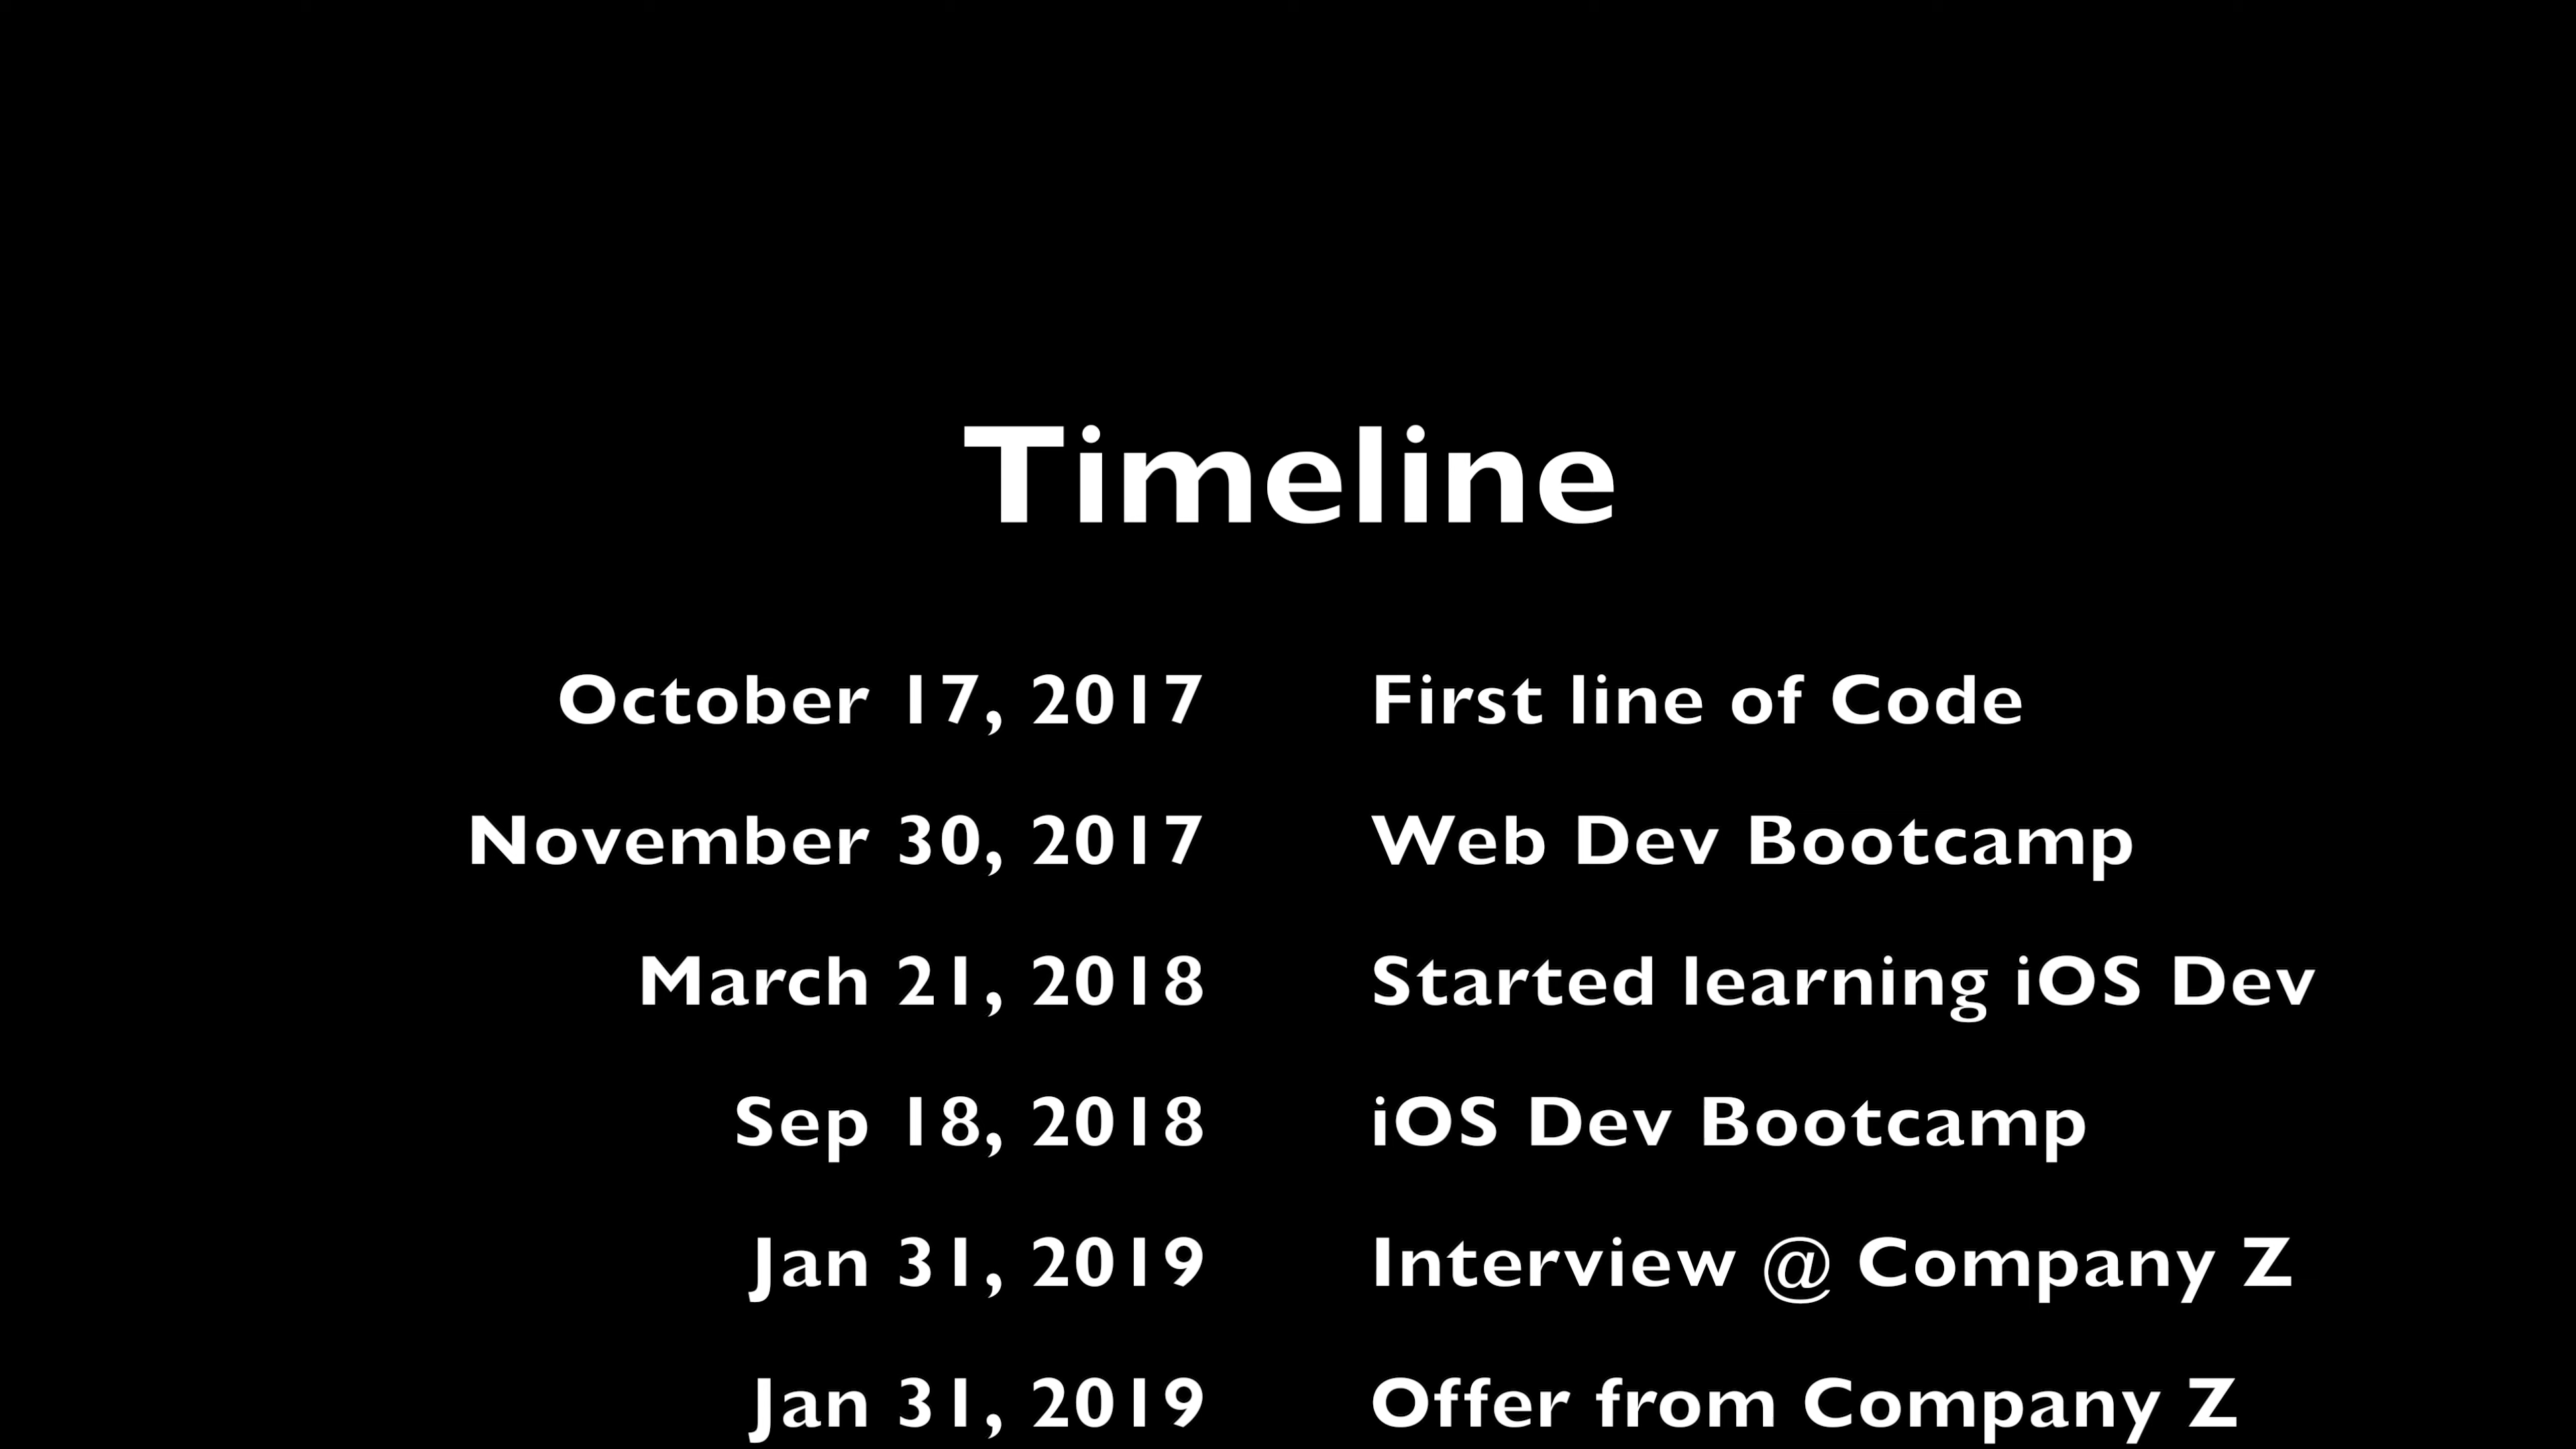 Timeline
October 17, 2017 First line of Code
November 30, 2017 Web Dev Bootcamp
March 21, 2018 Started learning iOS Dev
Sep 18, 2018 iOS Dev Bootcamp
Jan 31, 2019 Interview @ Company Z
Jan 31, 2019 Offer from Company Z